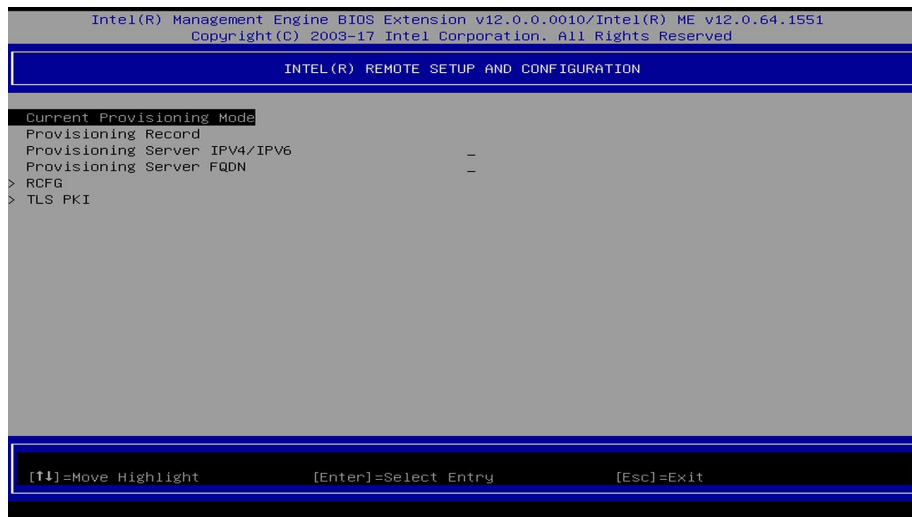 Intel(R) Management Engine BIOS Extension v12.0.0.0010/Intel(R) ME v12.0.64.1551
Copyright(C) 2003-17 Intel Corporation. All Rights Reserved
INTEL(R) REMOTE SETUP AND CONFIGURATION
Current Provisioning Mode
Provisioning Record
Provisioning Server IPV4/IPV6 _
Provisioning Server FQDN _
> RCFG
> TLS PKI
[↑↓]=Move Highlight [Enter]=Select Entry [Esc]=Exit